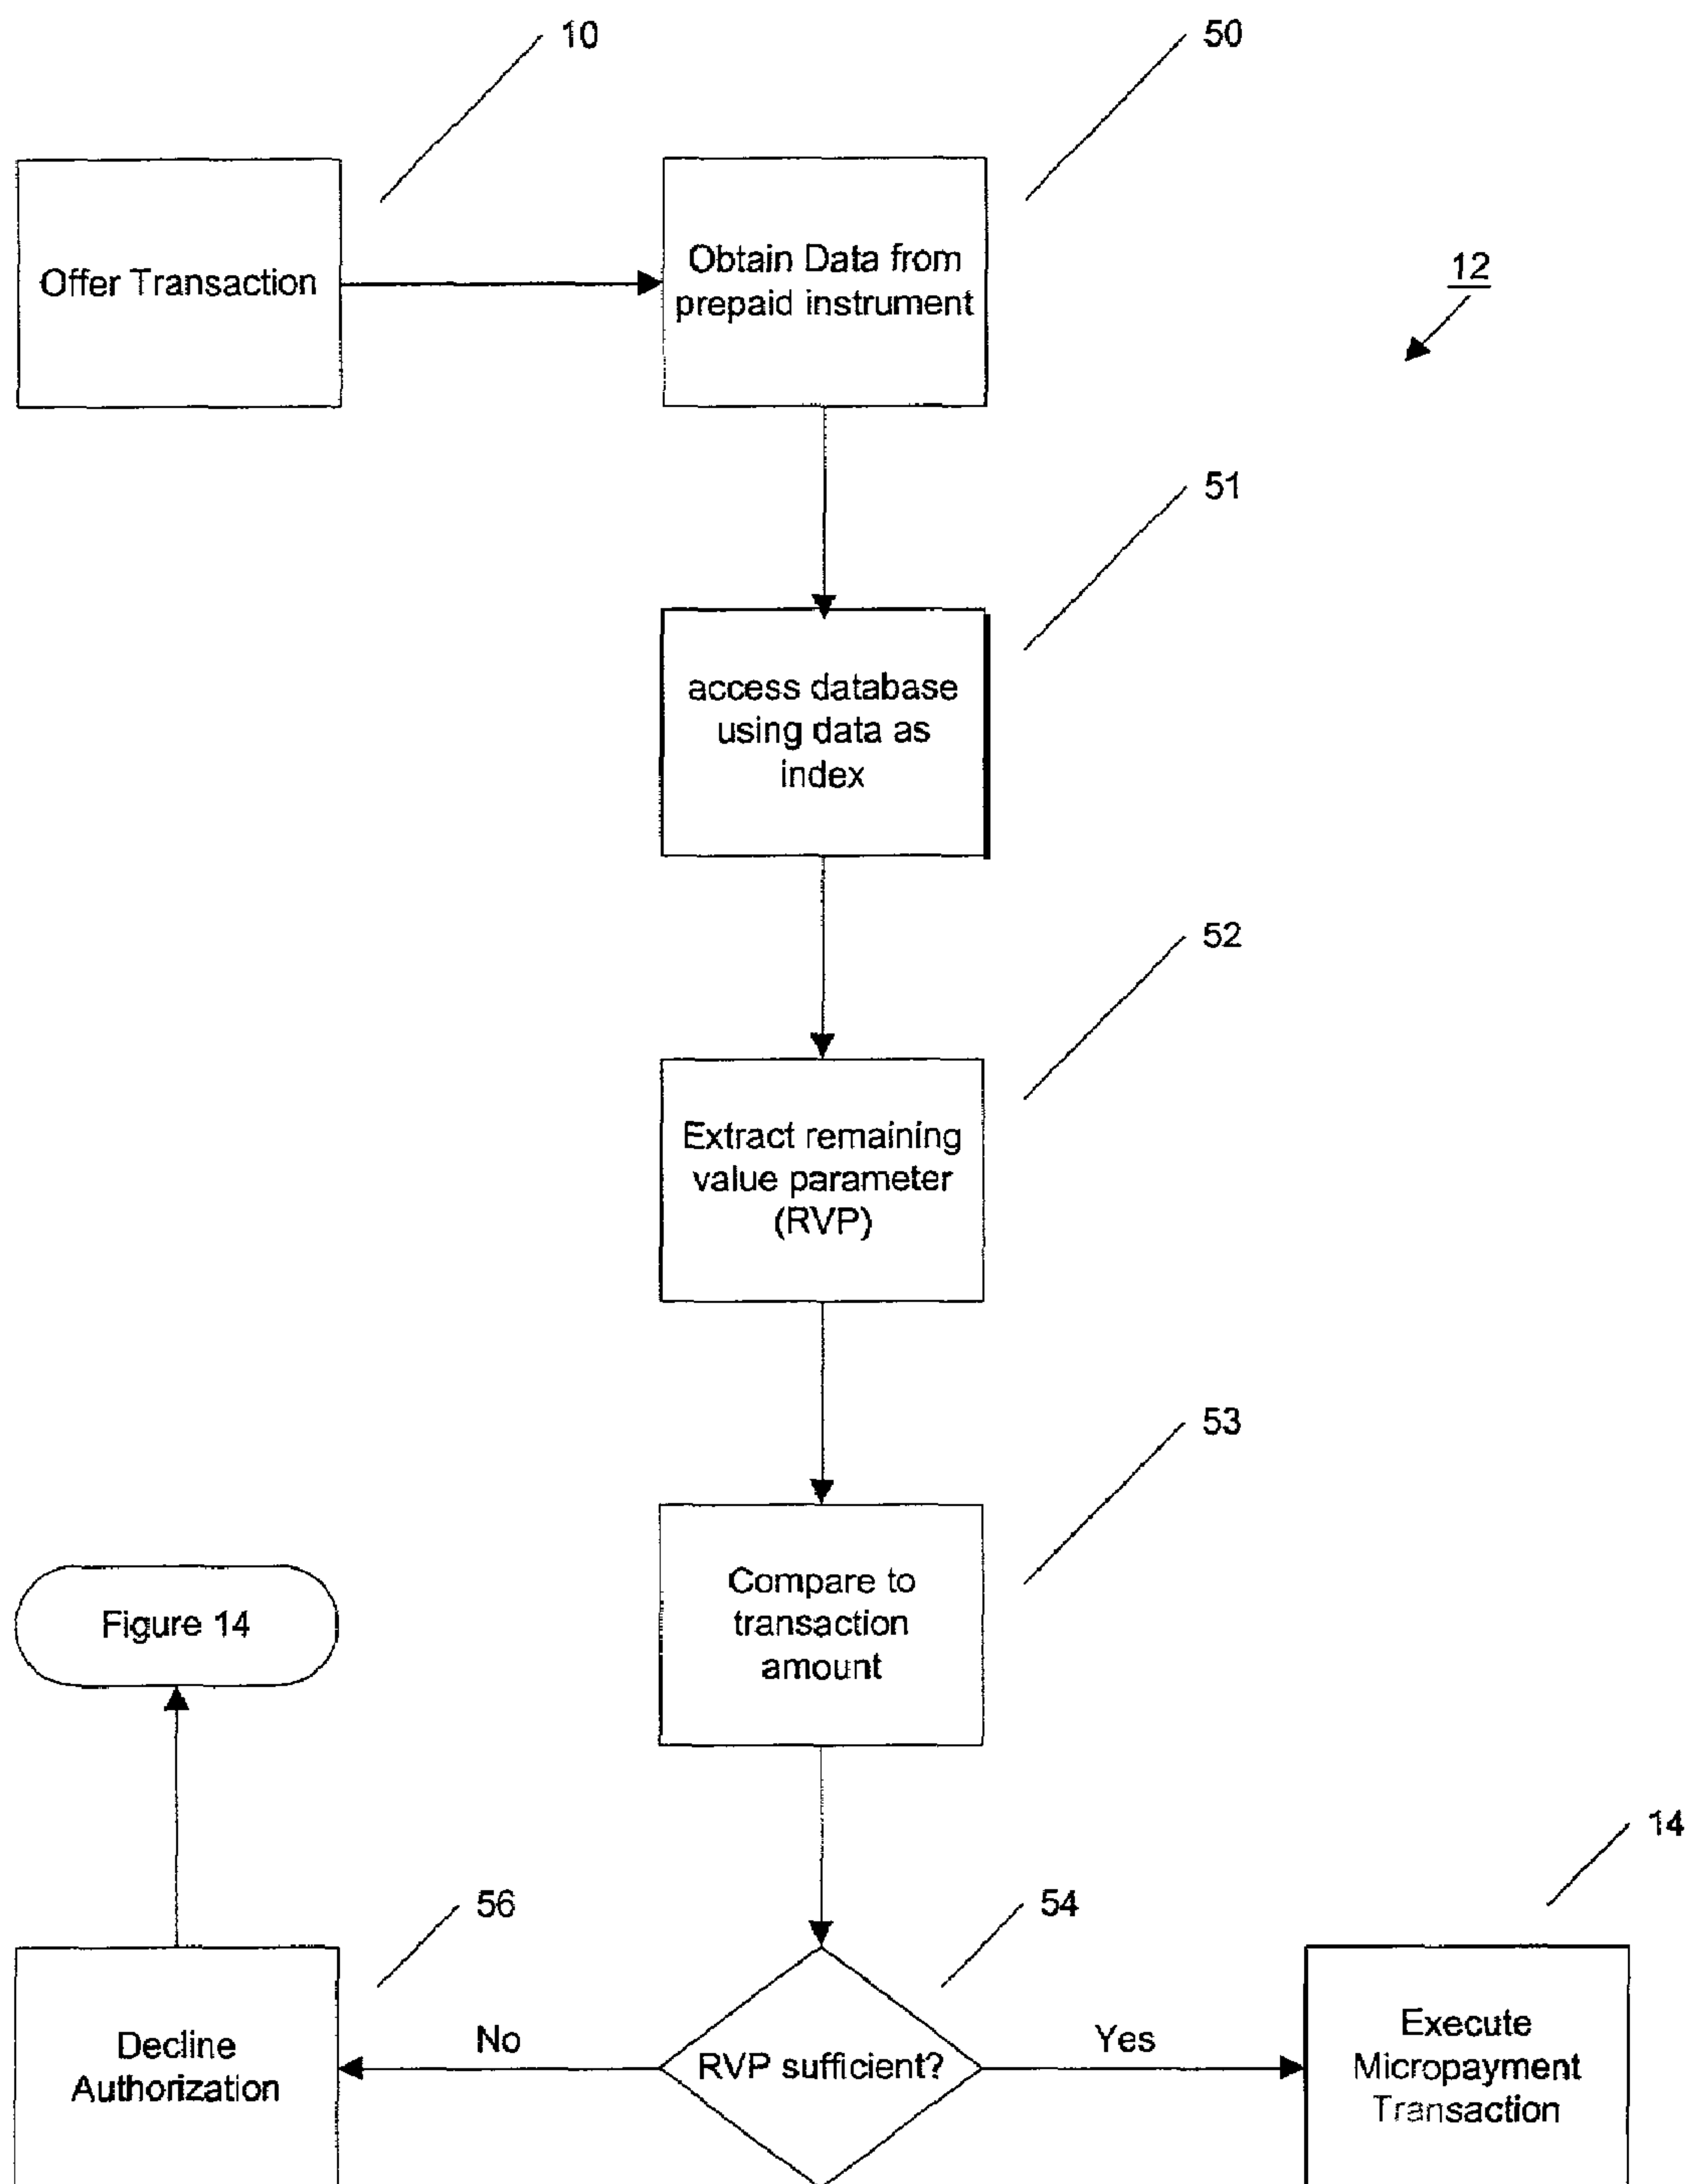 10
50
Offer Transaction
Obtain Data from
prepaid instrument
12
51
access database
using data as
index
52
Extract remaining
value parameter
(RVP)
53
Compare to
transaction
amount
Figure 14
14
56
54
Decline
Authorization
No
RVP sufficient?
Yes
Execute
Micropayment
Transaction